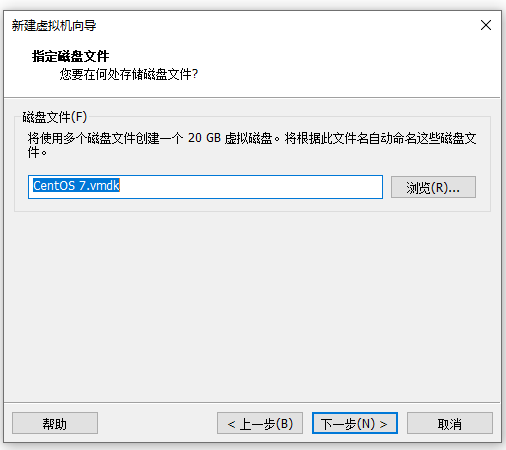 新建虚拟机向导
指定磁盘文件
您要在何处存储磁盘文件?
磁盘文件(F)
将使用多个磁盘文件创建一个 20 GB 虚拟磁盘。将根据此文件名自动命名这些磁盘文
件。
CentOS 7.vmdk
浏览(R)...
帮助
< 上一步(B)
下一步(N) >
取消